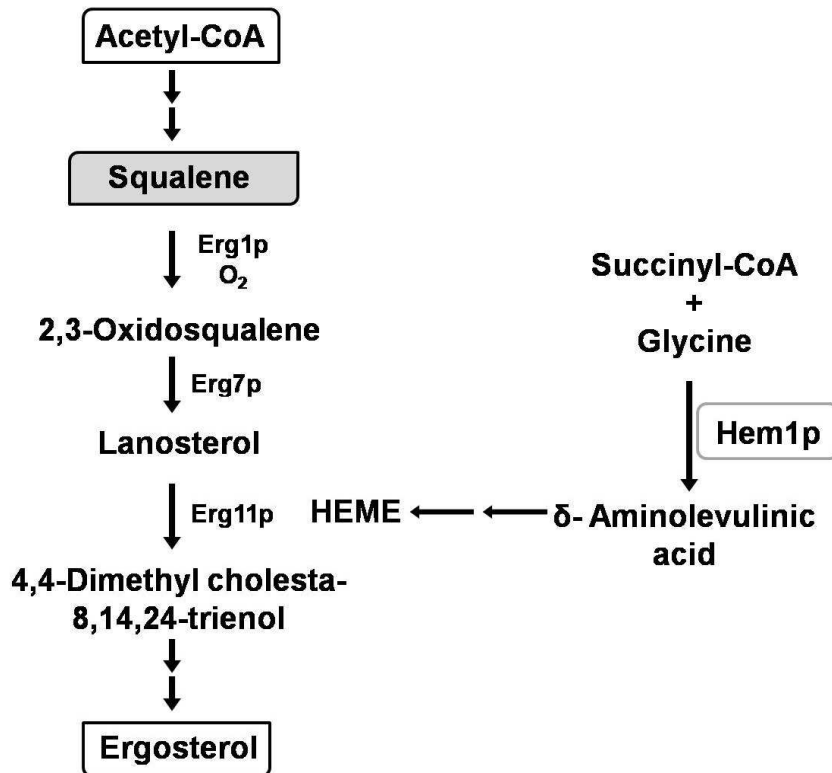 Acetyl-CoA
Squalene
Erg1p
O₂
2,3-Oxidosqualene
Erg7p
Lanosterol
Erg11p
4,4-Dimethyl cholesta-
8,14,24-trienol
Ergosterol
Succinyl-CoA
+
Glycine
Hem1p
δ- Aminolevulinic
acid
HEME